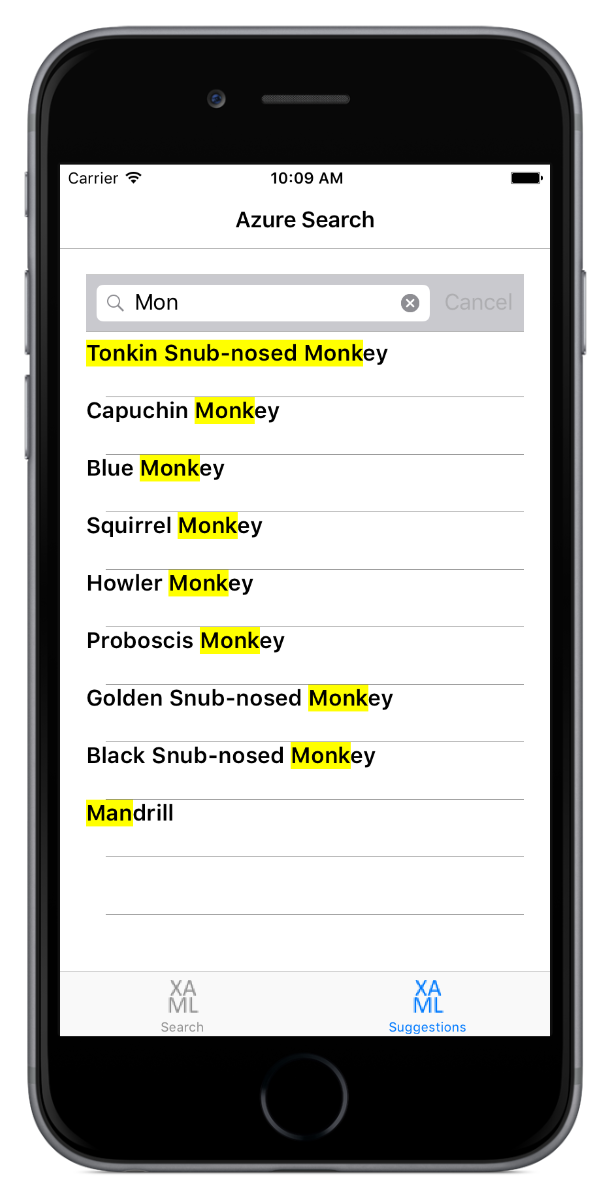 Carrier 10:09 AM
Azure Search
Mon Cancel
Tonkin Snub-nosed Monkey
Capuchin Monkey
Blue Monkey
Squirrel Monkey
Howler Monkey
Proboscis Monkey
Golden Snub-nosed Monkey
Black Snub-nosed Monkey
Mandrill
XA XA
ML ML
Search Suggestions